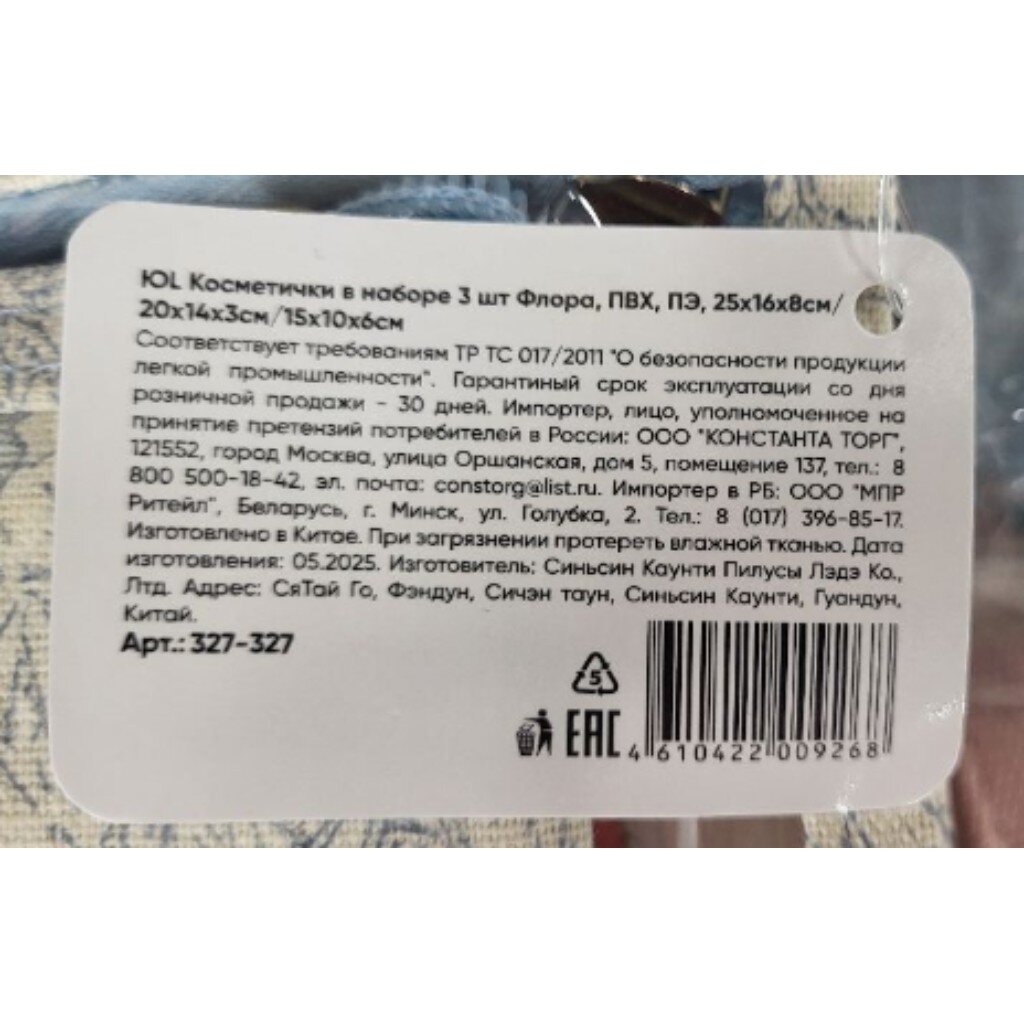 ЮL Косметички в наборе 3 шт Флора, ПВХ, ПЭ, 25х16х8см/
20х14х3см/15х10х6см
Соответствует требованиям ТР ТС 017/2011 "О безопасности продукции
легкой промышленности". Гарантиный срок эксплуатации со дня
розничной продажи - 30 дней. Импортер, лицо, уполномоченное на
принятие претензий потребителей в России: ООО "КОНСТАНТА ТОРГ",
121552, город Москва, улица Оршанская, дом 5, помещение 137, тел.: 8
800 500-18-42, эл. почта: constorg@list.ru. Импортер в РБ: ООО "МПР
Ритейл", Беларусь, г. Минск, ул. Голубка, 2. Тел.: 8 (017) 396-85-17.
Изготовлено в Китае. При загрязнении протереть влажной тканью. Дата
изготовления: 05.2025. Изготовитель: Синьсин Каунти Пилусы Лэдэ Ко.,
Лтд. Адрес: СяТай Го, Фэндун, Сичэн таун, Синьсин Каунти, Гуандун,
Китай.
Арт.: 327-327
5
EAC
4 610422 009268